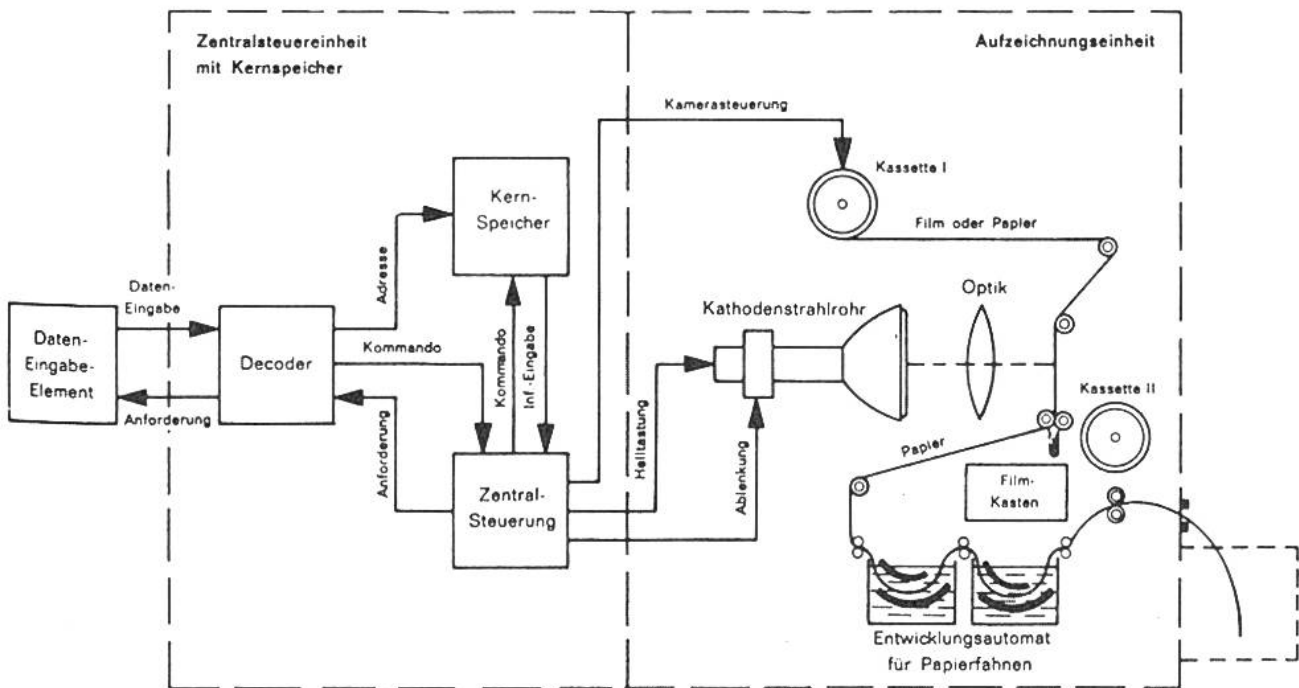 Zentralsteuereinheit
mit Kernspeicher
Aufzeichnungseinheit
Kamerasteuerung
Kassette I
Kern-
Speicher
Film oder Papier
Adresse
Daten-
Eingabe
Optik
Kathodenstrahlrohr
Daten-
Eingabe-
Element
Decoder
Kommando
Kommando
Inf.-Eingabe
Kassette II
Anforderung
Anforderung
Helltastung
Ablenkung
Papier
Zentral-
Steuerung
Film-
Kasten
Entwicklungsautomat
für Papierfahnen